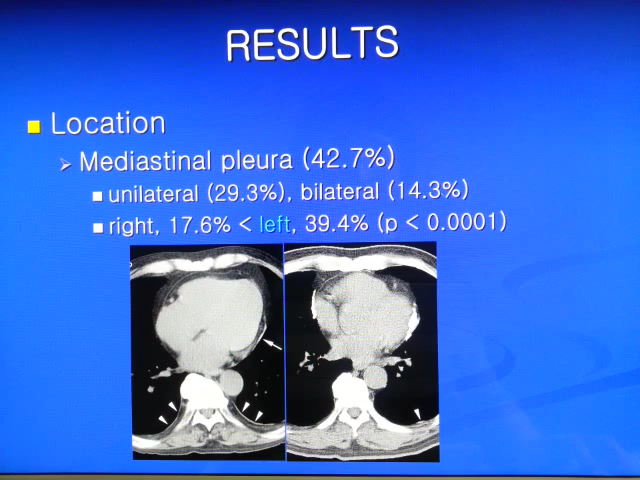 RESULTS
Location
Mediastinal pleura (42.7%)
unilateral (29.3%), bilateral (14.3%)
right, 17.6% < left, 39.4% (p < 0.0001)